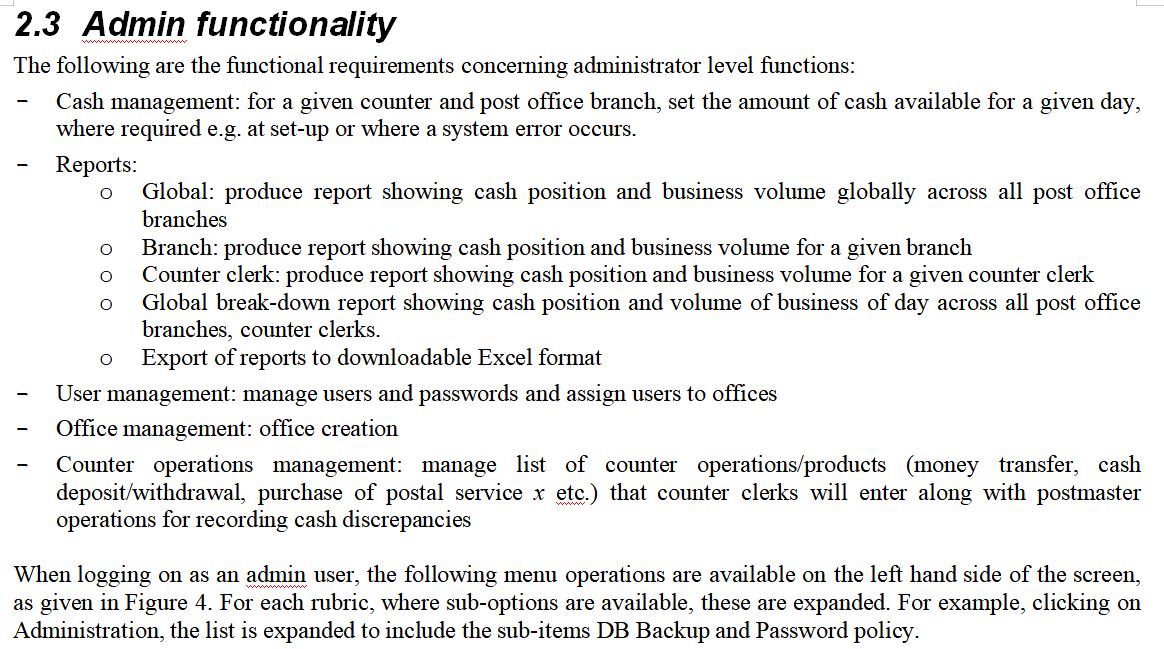 2.3 Admin functionality
The following are the functional requirements concerning administrator level functions:
- Cash management: for a given counter and post office branch, set the amount of cash available for a given day,
where required e.g. at set-up or where a system error occurs.
- Reports:
o Global: produce report showing cash position and business volume globally across all post office
branches
o Branch: produce report showing cash position and business volume for a given branch
o Counter clerk: produce report showing cash position and business volume for a given counter clerk
o Global break-down report showing cash position and volume of business of day across all post office
branches, counter clerks.
o Export of reports to downloadable Excel format
- User management: manage users and passwords and assign users to offices
- Office management: office creation
- Counter operations management: manage list of counter operations/products (money transfer, cash
deposit/withdrawal, purchase of postal service x etc.) that counter clerks will enter along with postmaster
operations for recording cash discrepancies
When logging on as an admin user, the following menu operations are available on the left hand side of the screen,
as given in Figure 4. For each rubric, where sub-options are available, these are expanded. For example, clicking on
Administration, the list is expanded to include the sub-items DB Backup and Password policy.